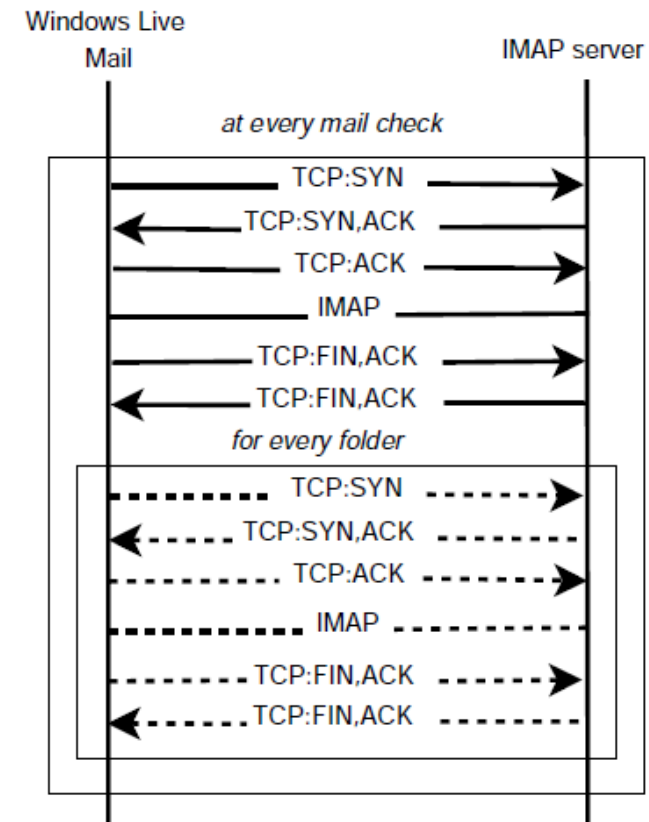 Windows Live
Mail
IMAP server
at every mail check
TCP:SYN
TCP:SYN,ACK
TCP:ACK
IMAP
TCP:FIN,ACK
TCP:FIN,ACK
for every folder
TCP:SYN
TCP:SYN,ACK
TCP:ACK
IMAP
TCP:FIN,ACK
TCP:FIN,ACK